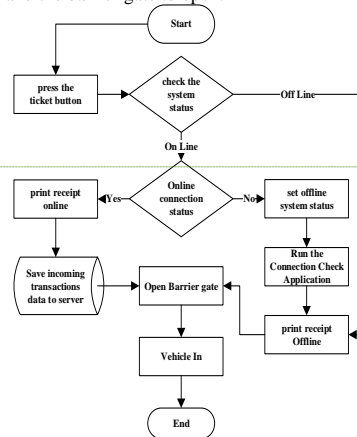 Start
press the
ticket button
check the
system
status
Off Line
On Line
print receipt
online
Yes
Online
connection
status
No
set offline
system status
Save incoming
transactions
data to server
Open Barrier gate
Run the
Connection Check
Application
print receipt
Offline
Vehicle In
End